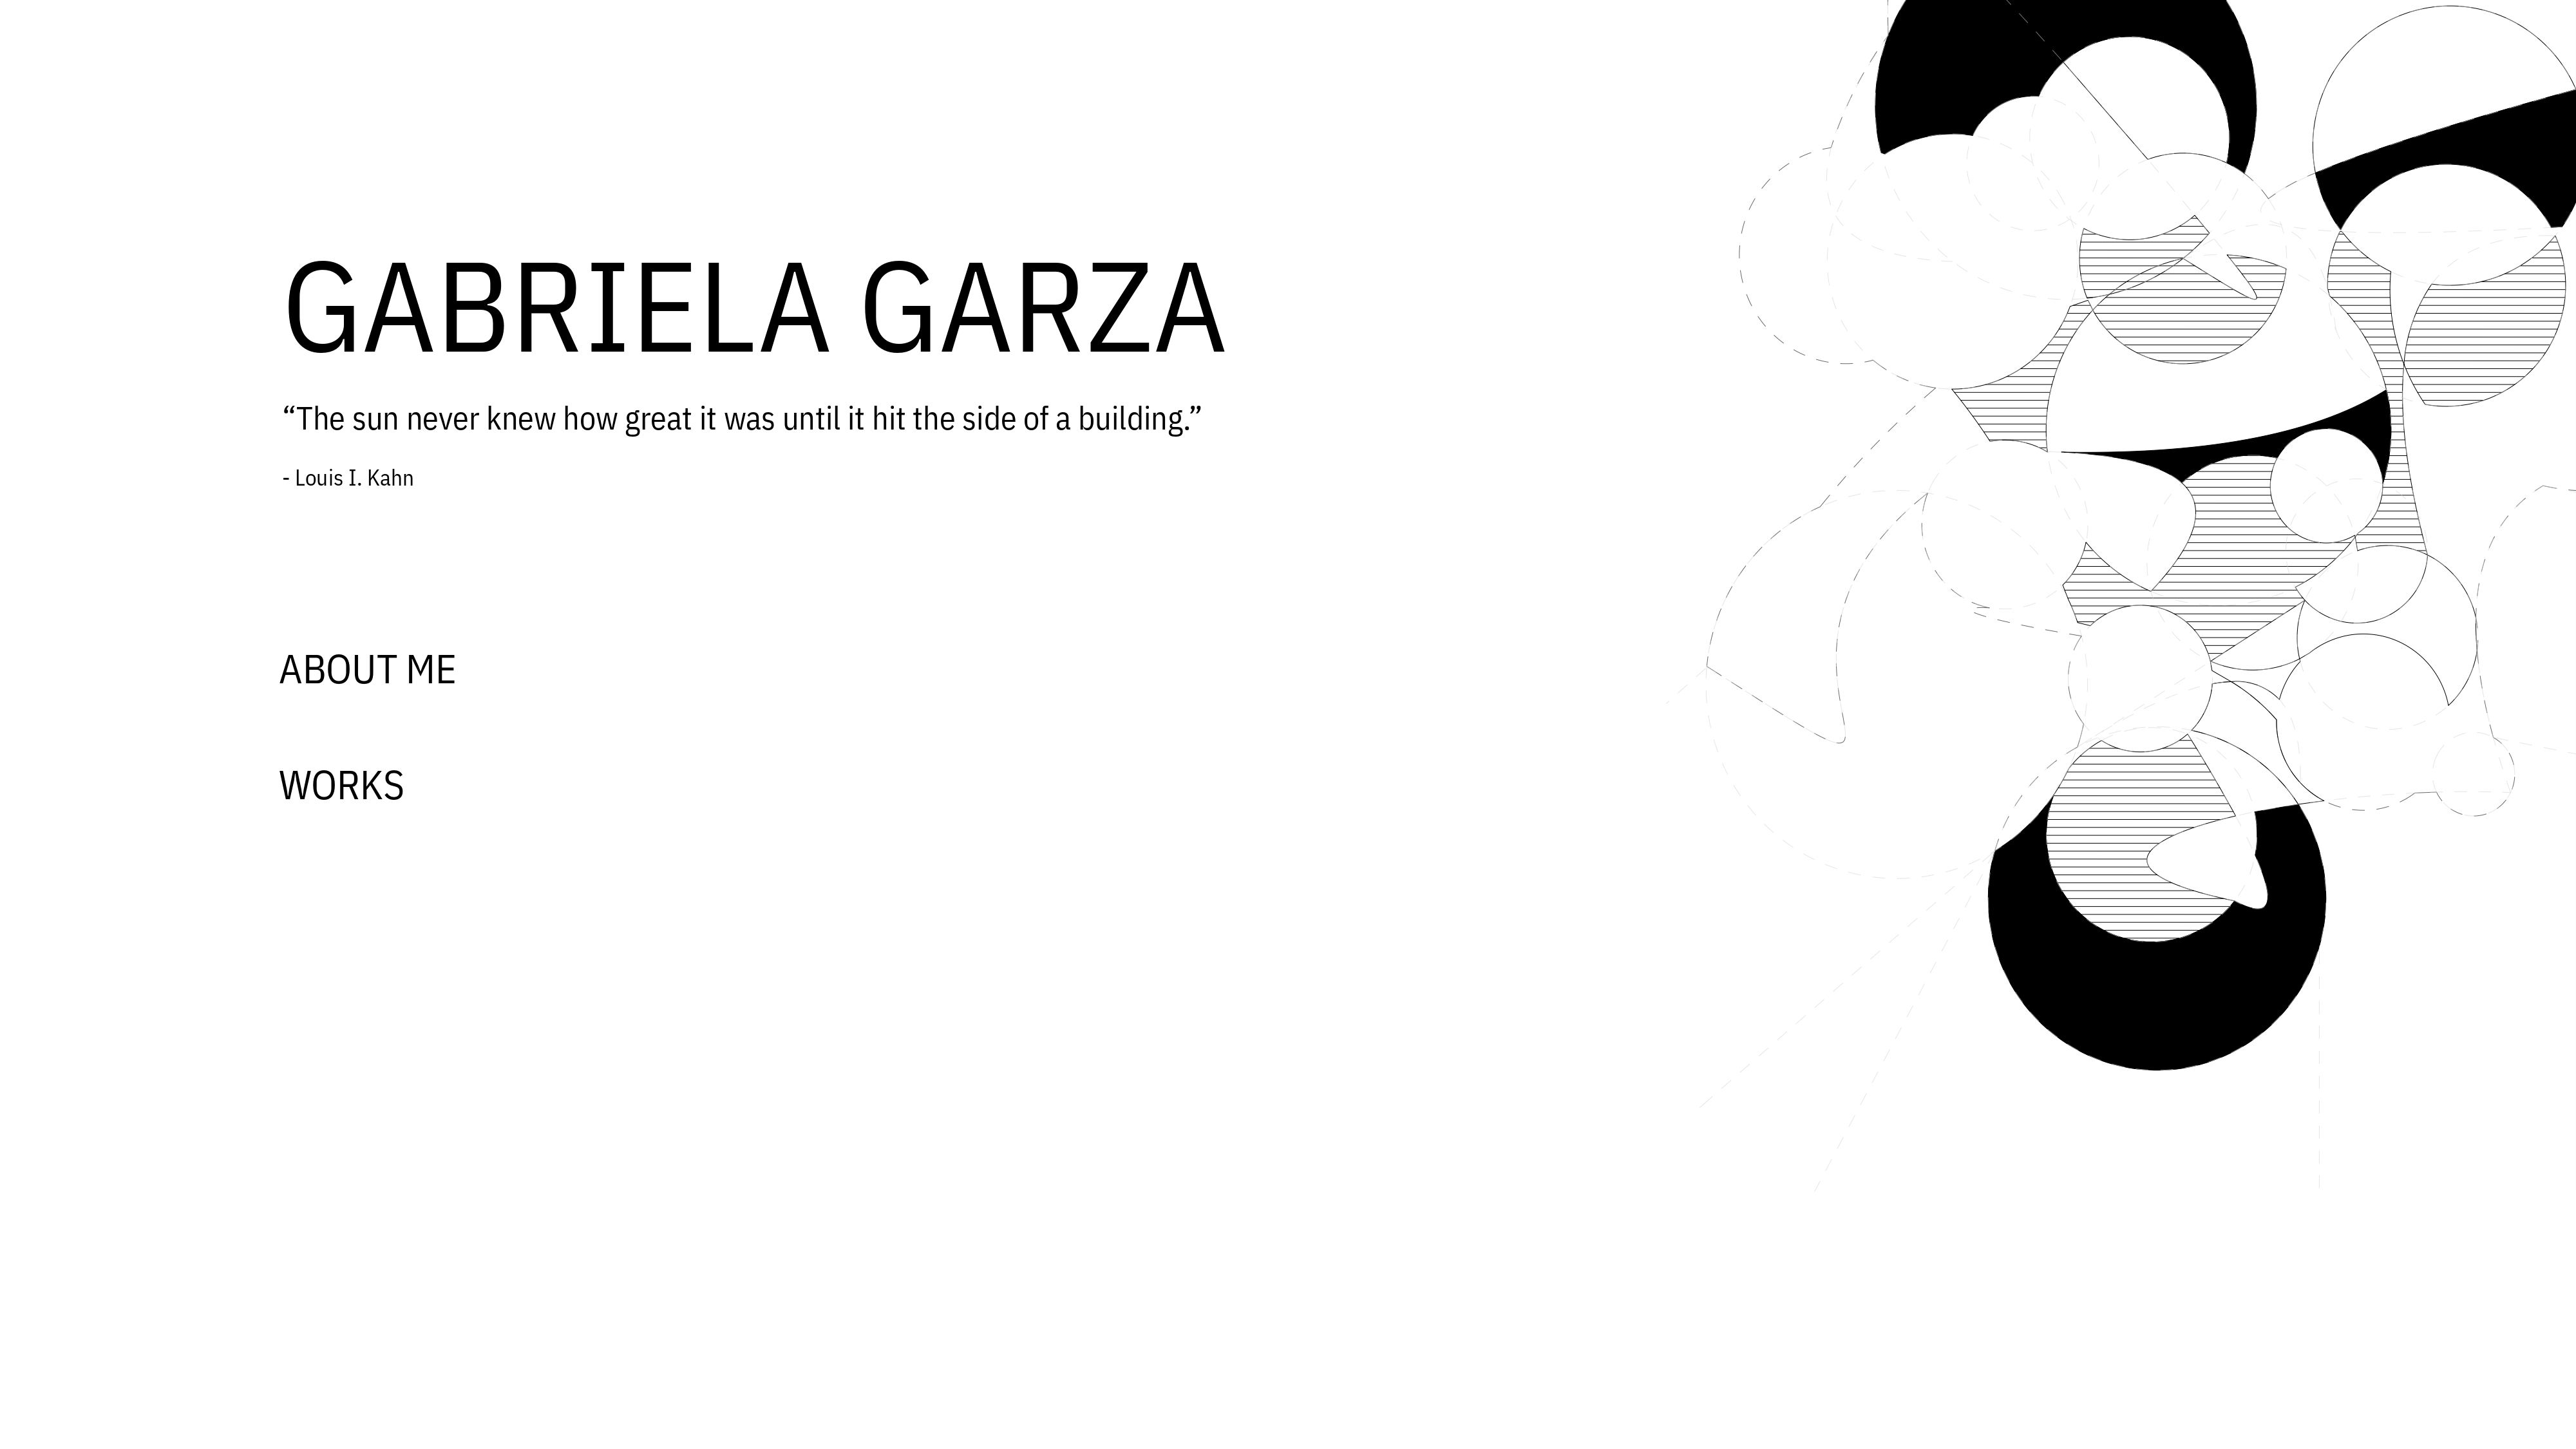 GABRIELA GARZA
“The sun never knew how great it was until it hit the side of a building.”
- Louis I. Kahn
ABOUT ME
WORKS